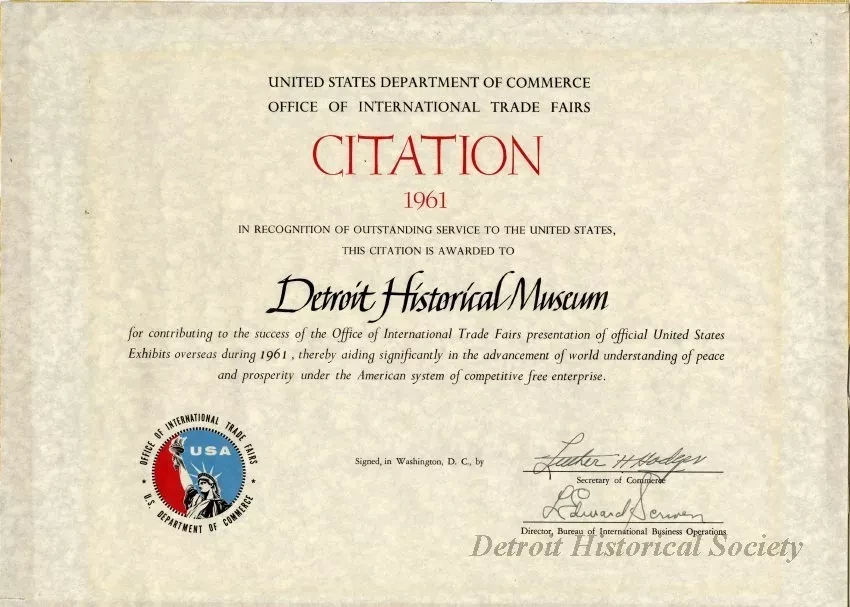 UNITED STATES DEPARTMENT OF COMMERCE
OFFICE OF INTERNATIONAL TRADE FAIRS
CITATION
1961
IN RECOGNITION OF OUTSTANDING SERVICE TO THE UNITED STATES,
THIS CITATION IS AWARDED TO
Detroit Historical Museum
for contributing to the success of the Office of International Trade Fairs presentation of official United States
Exhibits overseas during 1961, thereby aiding significantly in the advancement of world understanding of peace
and prosperity under the American system of competitive free enterprise.
OFFICE OF INTERNATIONAL TRADE FAIRS
USA
U.S. DEPARTMENT OF COMMERCE
Signed, in Washington, D. C., by
Luther H Hodges
Secretary of Commerce
L Edward Scriven
Director, Bureau of International Business Operations
Detroit Historical Society